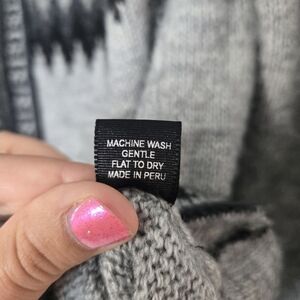 MACHINE WASH
GENTLE
FLAT TO DRY
MADE IN PERU